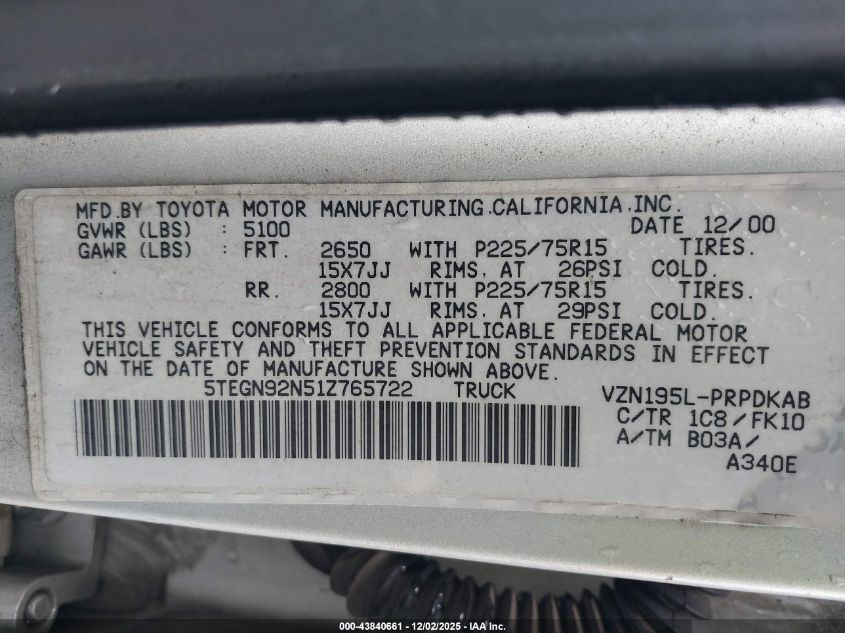 MFD.BY TOYOTA MOTOR MANUFACTURING.CALIFORNIA.INC.
GVWR (LBS) : 5100 DATE 12/00
GAWR (LBS) : FRT. 2650 WITH P225/75R15 TIRES.
15X7JJ RIMS. AT 26PSI COLD.
RR. 2800 WITH P225/75R15 TIRES.
15X7JJ RIMS. AT 29PSI COLD.
THIS VEHICLE CONFORMS TO ALL APPLICABLE FEDERAL MOTOR
VEHICLE SAFETY AND THEFT PREVENTION STANDARDS IN EFFECT
ON THE DATE OF MANUFACTURE SHOWN ABOVE.
5TEGN92N51Z765722 TRUCK VZN195L-PRPDKAB
C/TR 1C8/FK10
A/TM B03A/
A340E
000-43840661 - 12/02/2025 - IAA Inc.